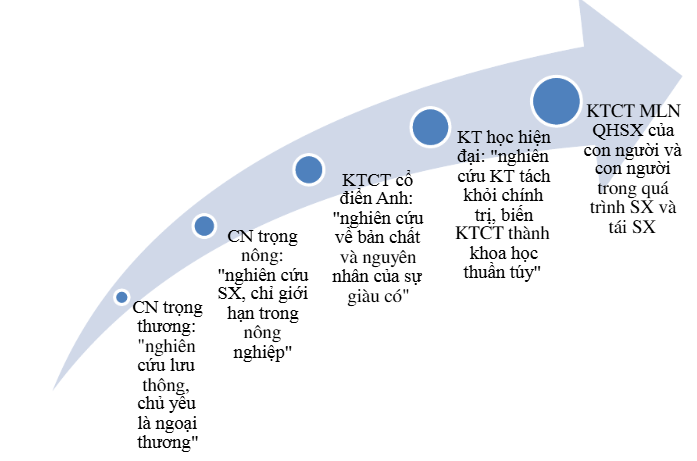 CN trọng
thương:
"nghiên
cứu lưu
thông,
chủ yếu
là ngoại
thương"
CN trọng
nông:
"nghiên cứu
SX, chỉ giới
hạn trong
nông
nghiệp"
KTCT cổ
điển Anh:
"nghiên cứu
về bản chất
và nguyên
nhân của sự
giàu có"
KT học hiện
đại: "nghiên
cứu KT tách
khỏi chính
trị, biến
KTCT thành
khoa học
thuần túy"
KTCT MLN
QHSX của
con người và
con người
trong quá
trình SX và
tái SX